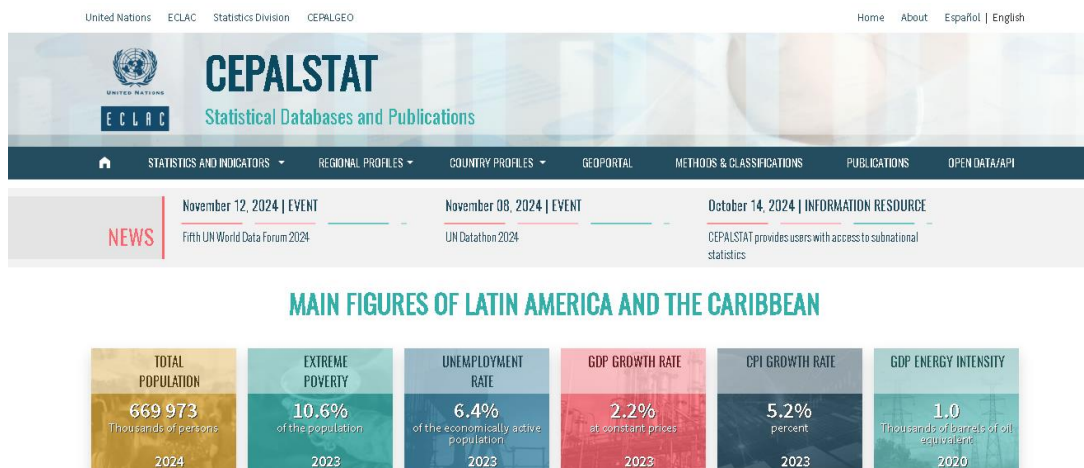 United Nations ECLAC Statistics Division CEPALGEO
Home About Español | English
UNITED NATIONS
ECLAC
CEPALSTAT
Statistical Databases and Publications
STATISTICS AND INDICATORS REGIONAL PROFILES COUNTRY PROFILES GEOPORTAL METHODS & CLASSIFICATIONS PUBLICATIONS OPEN DATA/API
NEWS
November 12, 2024 | EVENT
Fifth UN World Data Forum 2024
November 08, 2024 | EVENT
UN Datathon 2024
October 14, 2024 | INFORMATION RESOURCE
CEPALSTAT provides users with access to subnational
statistics
MAIN FIGURES OF LATIN AMERICA AND THE CARIBBEAN
TOTAL
POPULATION
669 973
Thousands of persons
2024
EXTREME
POVERTY
10.6%
of the population
2023
UNEMPLOYMENT
RATE
6.4%
of the economically active
population
2023
GDP GROWTH RATE
2.2%
at constant prices
2023
CPI GROWTH RATE
5.2%
percent
2023
GDP ENERGY INTENSITY
1.0
Thousands of barrels of oil
equivalent
2020